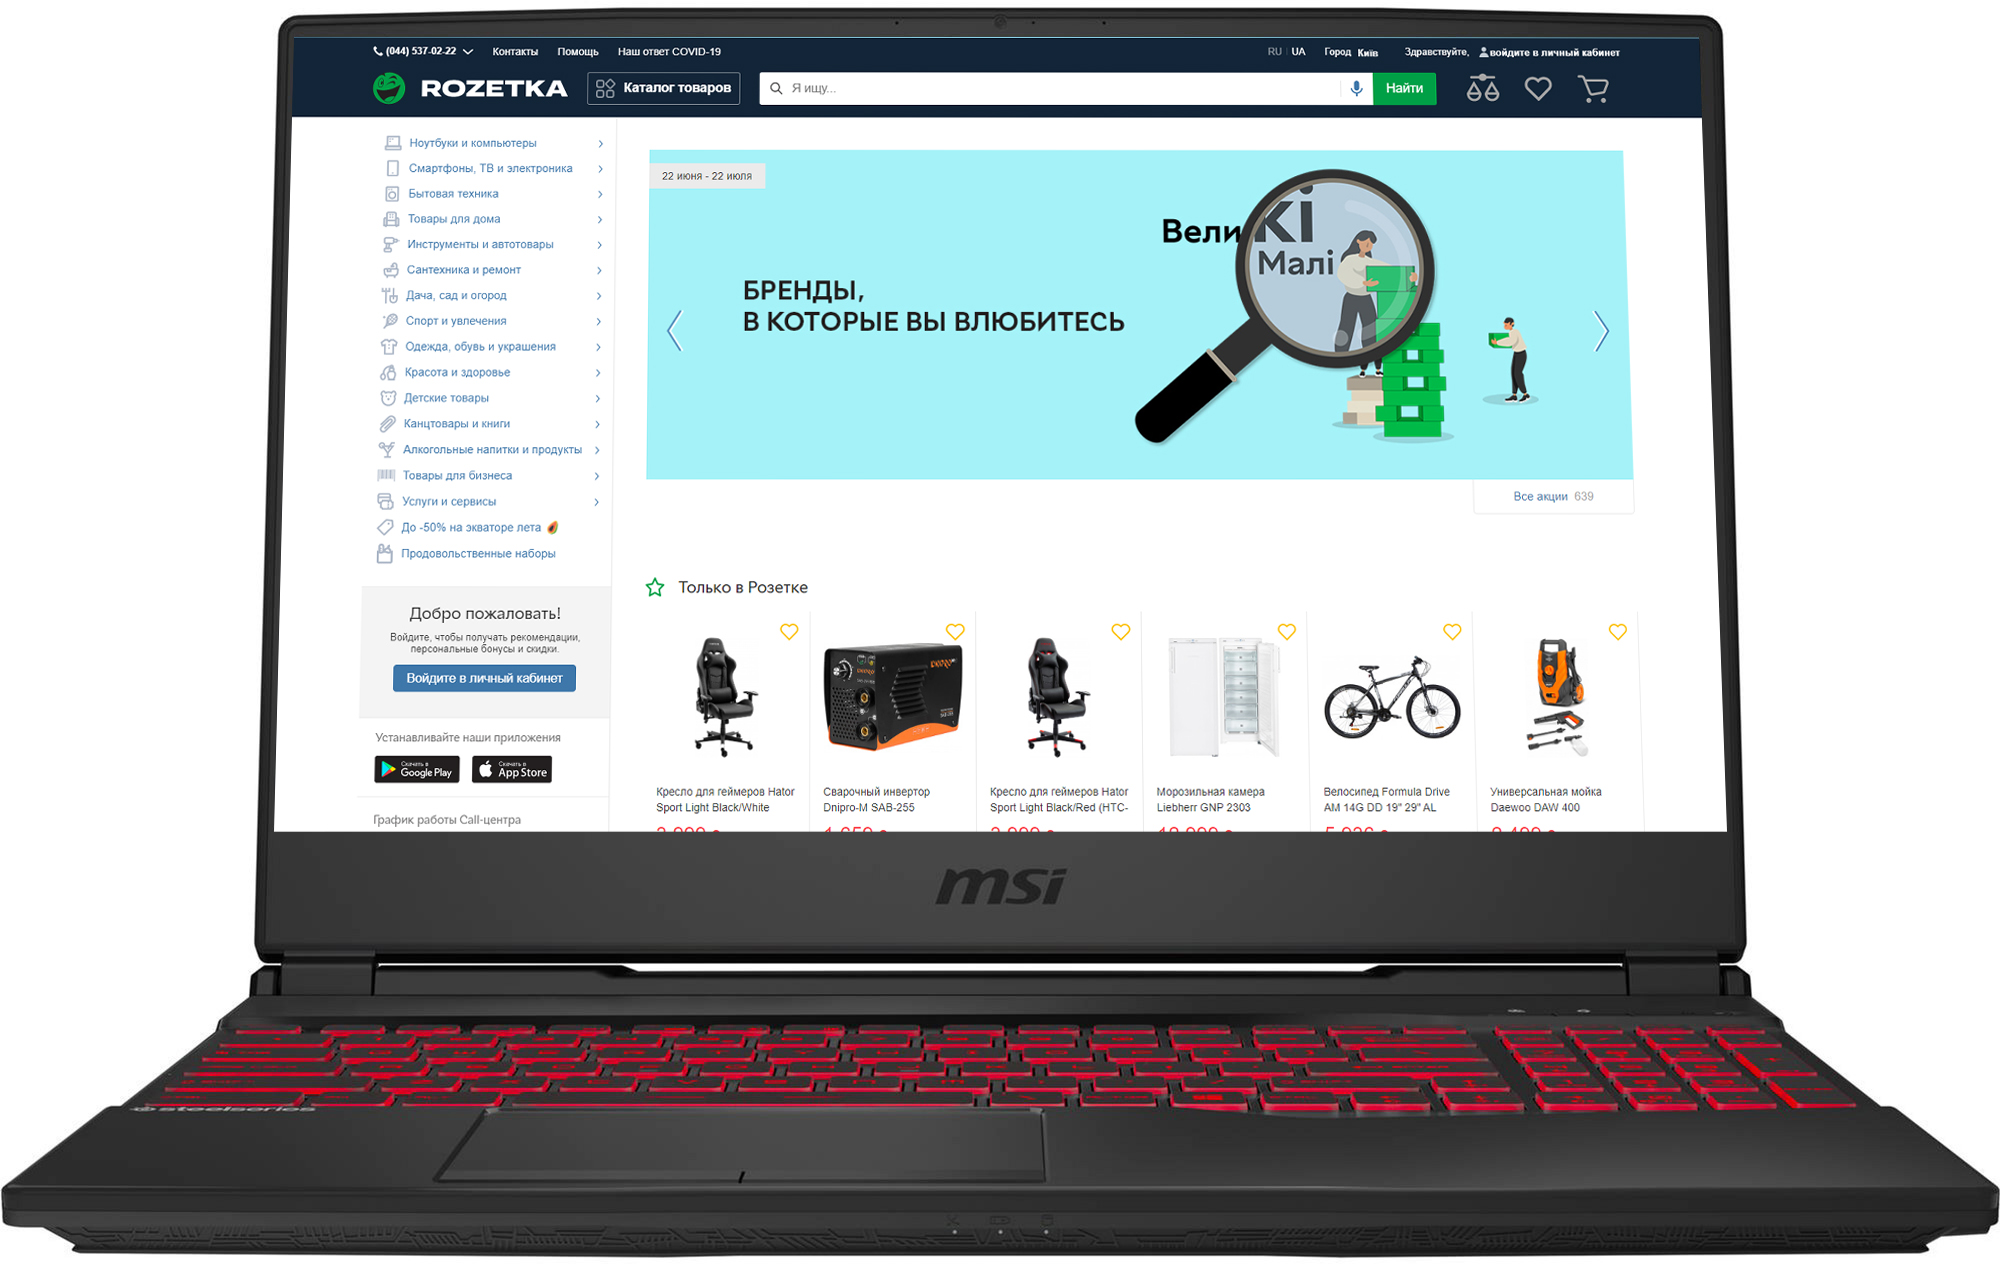 (044) 537-02-22 Контакты Помощь Наш ответ COVID-19 RU UA Город Київ Здравствуйте, войдите в личный кабинет
ROZETKA Каталог товаров Я ищу... Найти
Ноутбуки и компьютеры
Смартфоны, ТВ и электроника
Бытовая техника
Товары для дома
Инструменты и автотовары
Сантехника и ремонт
Дача, сад и огород
Спорт и увлечения
Одежда, обувь и украшения
Красота и здоровье
Детские товары
Канцтовары и книги
Алкогольные напитки и продукты
Товары для бизнеса
Услуги и сервисы
До -50% на экваторе лета
Продовольственные наборы
Добро пожаловать!
Войдите, чтобы получать рекомендации,
персональные бонусы и скидки.
Войдите в личный кабинет
Устанавливайте наши приложения
Скачать в
Google Play
Скачать в
App Store
График работы Call-центра
22 июня - 22 июля
Великі
Малі
БРЕНДЫ,
В КОТОРЫЕ ВЫ ВЛЮБИТЕСЬ
Все акции 639
Только в Розетке
Кресло для геймеров Hator
Sport Light Black/White
Сварочный инвертор
Dnipro-M SAB-255
Кресло для геймеров Hator
Sport Light Black/Red (HTC-
Морозильная камера
Liebherr GNP 2303
Велосипед Formula Drive
AM 14G DD 19" 29" AL
Универсальная мойка
Daewoo DAW 400
msi
steelseries